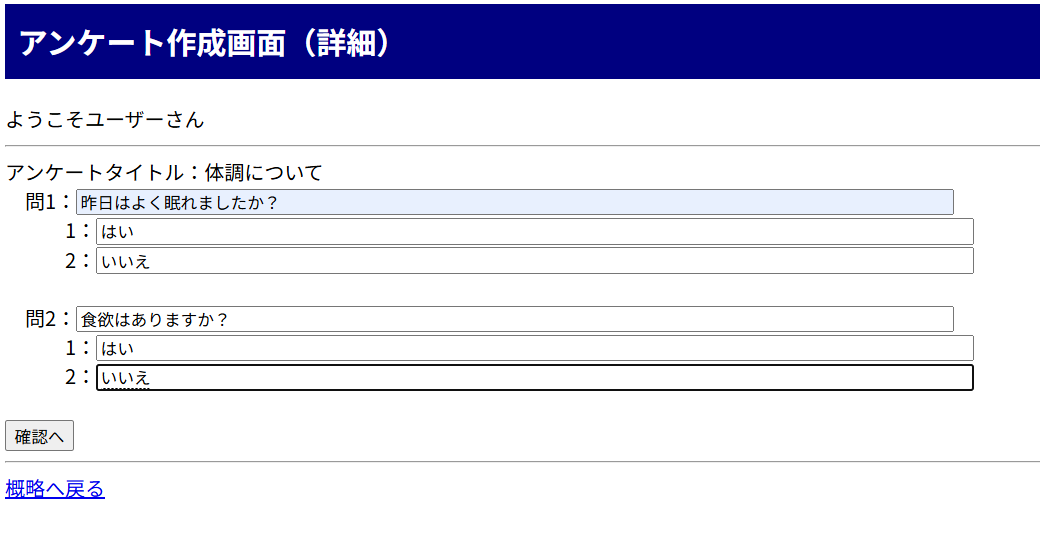 アンケート作成画面（詳細）
ようこそユーザーさん
アンケートタイトル：体調について
問1：昨日はよく眠れましたか？
1：はい
2：いいえ
問2：食欲はありますか？
1：はい
2：いいえ
確認へ
概略へ戻る